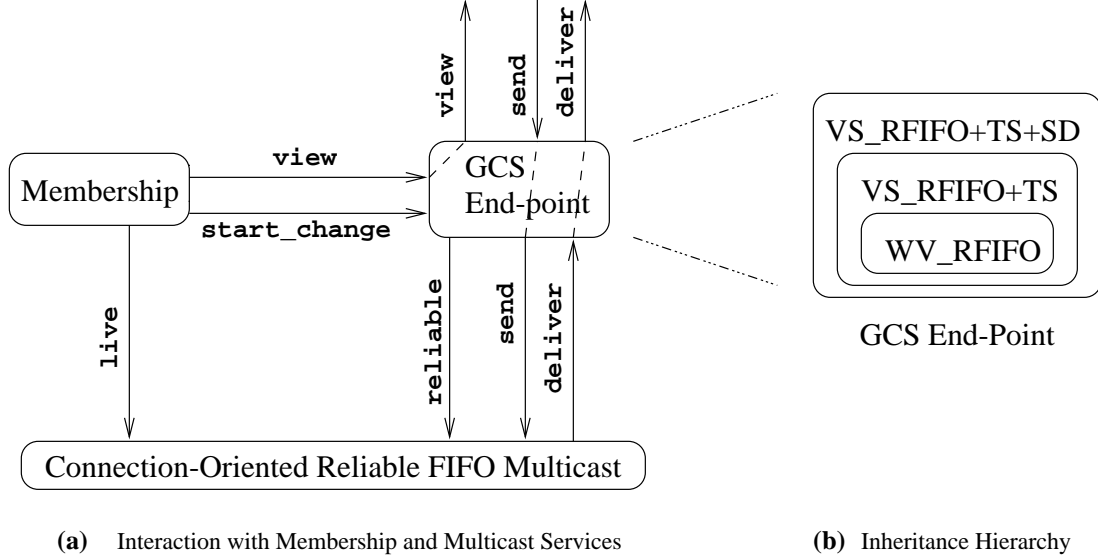 view
send
deliver
Membership
view
start_change
GCS
End-point
live
reliable
send
deliver
Connection-Oriented Reliable FIFO Multicast
(a) Interaction with Membership and Multicast Services
VS_RFIFO+TS+SD
VS_RFIFO+TS
WV_RFIFO
GCS End-Point
(b) Inheritance Hierarchy